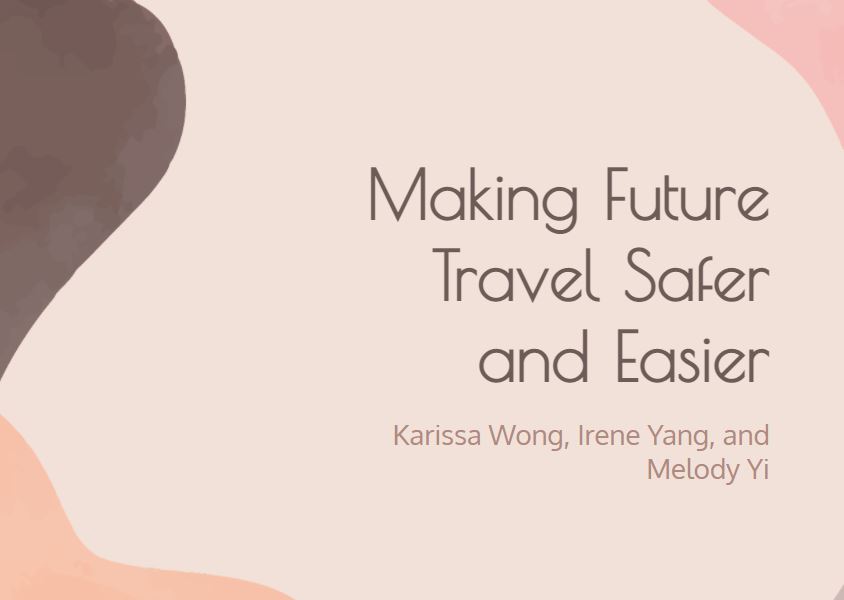 Making Future
Travel Safer
and Easier
Karissa Wong, Irene Yang, and
Melody Yi